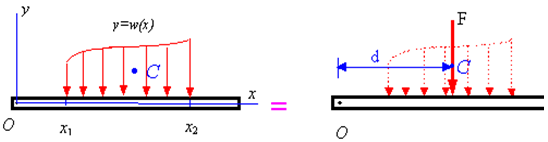 y
y=w(x)
C
x
O
x₁
x₂
=
F
d
C
O